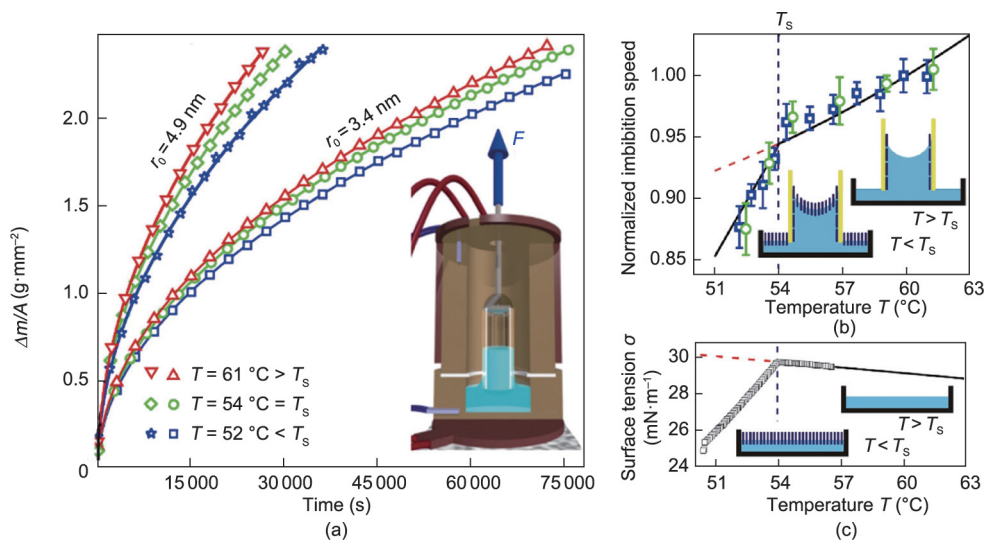 (a)
Δm/A (g·mm⁻²)
2.0
1.5
1.0
0.5
0
r₀ = 4.9 nm
r₀ = 3.4 nm
F
T = 61 °C > Tₛ
T = 54 °C = Tₛ
T = 52 °C < Tₛ
15 000
30 000
45 000
60 000
75 000
Time (s)
(a)
Tₛ
Normalized imbibition speed
1.00
0.95
0.90
0.85
T > Tₛ
T < Tₛ
51
54
57
60
63
Temperature T (°C)
(b)
Surface tension σ
(mN·m⁻¹)
30
28
26
24
T > Tₛ
T < Tₛ
51
54
57
60
63
Temperature T (°C)
(c)